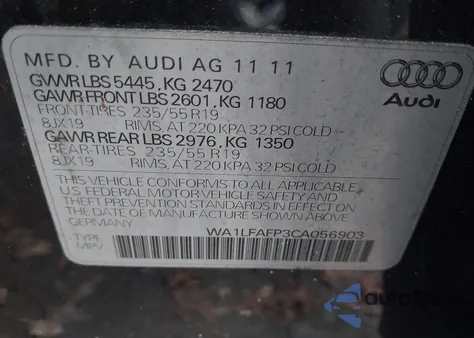 MFD. BY AUDI AG 11 11
GVWR LBS 5445, KG 2470
GAWR FRONT LBS 2601, KG 1180
FRONT-TIRES 235/55 R19
8JX19 RIMS, AT 220 KPA 32 PSI COLD
GAWR REAR LBS 2976, KG 1350
REAR-TIRES 235/55 R19
8JX19 RIMS, AT 220 KPA 32 PSI COLD
THIS VEHICLE CONFORMS TO ALL APPLICABLE
US FEDERAL MOTOR VEHICLE SAFETY AND
THEFT PREVENTION STANDARDS IN EFFECT ON
DATE OF MANUFACTURE SHOWN ABOVE
TYPE: WA1LFAFP3CA056903
MPV
GERMANY
Audi